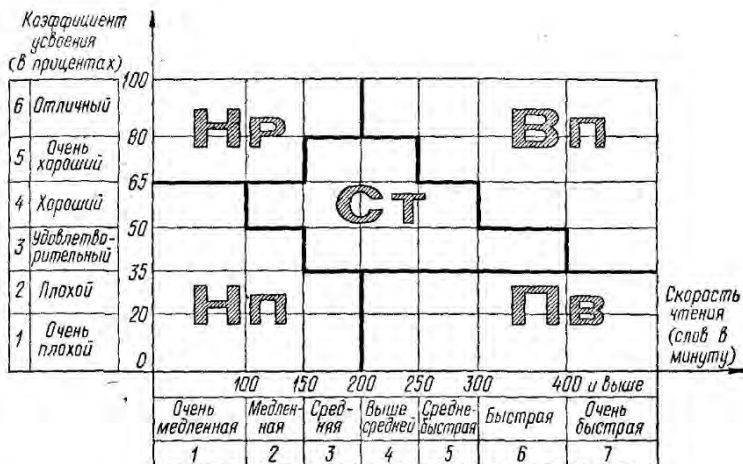 Коэффициент
усвоения
(в прицентах)
100
6 Отличный
Нр Вп
80
5 Очень
хороший
65
4 Хороший
Ст
50
3 Удовлетво-
рительный
35
2 Плохой
Нп Пв
20
1 Очень
плохой
0
Скорость
чтения
(слов в
минуту)
100 150 200 250 300 400 и выше
Очень
медленная
Медлен-
ная
Сред-
няя
Выше
средней
Средне-
быстрая
Быстрая
Очень
быстрая
1 2 3 4 5 6 7